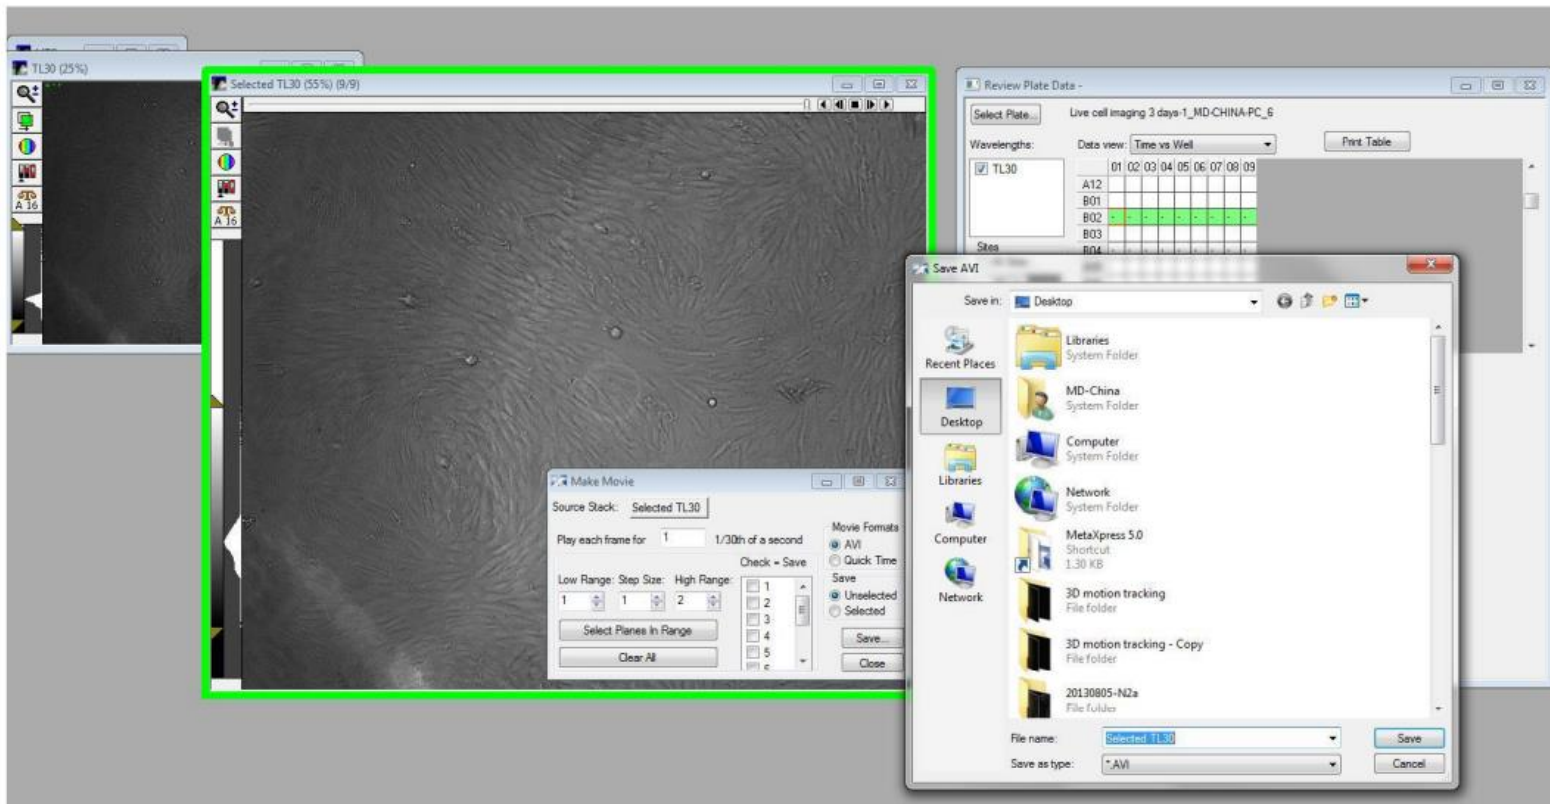 TL30 (25%)
A 16
Selected TL30 (55%) (9/9)
A 16
Review Plate Data -
Select Plate...
Live cell imaging 3 days-1_MD-CHINA-PC_6
Wavelengths:
Data view: Time vs Well
Print Table
TL30
01 02 03 04 05 06 07 08 09
A12
B01
B02
B03
B04
Sites
Make Movie
Source Stack: Selected TL30
Play each frame for 1 1/30th of a second
Movie Formats
AVI
Quick Time
Check = Save
Low Range: Step Size: High Range:
1 1 2
1
2
3
4
5
6
Save
Unselected
Selected
Select Planes In Range
Clear All
Save...
Close
Save AVI
Save in: Desktop
Recent Places
Desktop
Libraries
Computer
Network
Libraries
System Folder
MD-China
System Folder
Computer
System Folder
Network
System Folder
MetaXpress 5.0
Shortcut
1.30 KB
3D motion tracking
File folder
3D motion tracking - Copy
File folder
20130805-N2a
File folder
File name: Selected TL30
Save
Save as type: *.AVI
Cancel